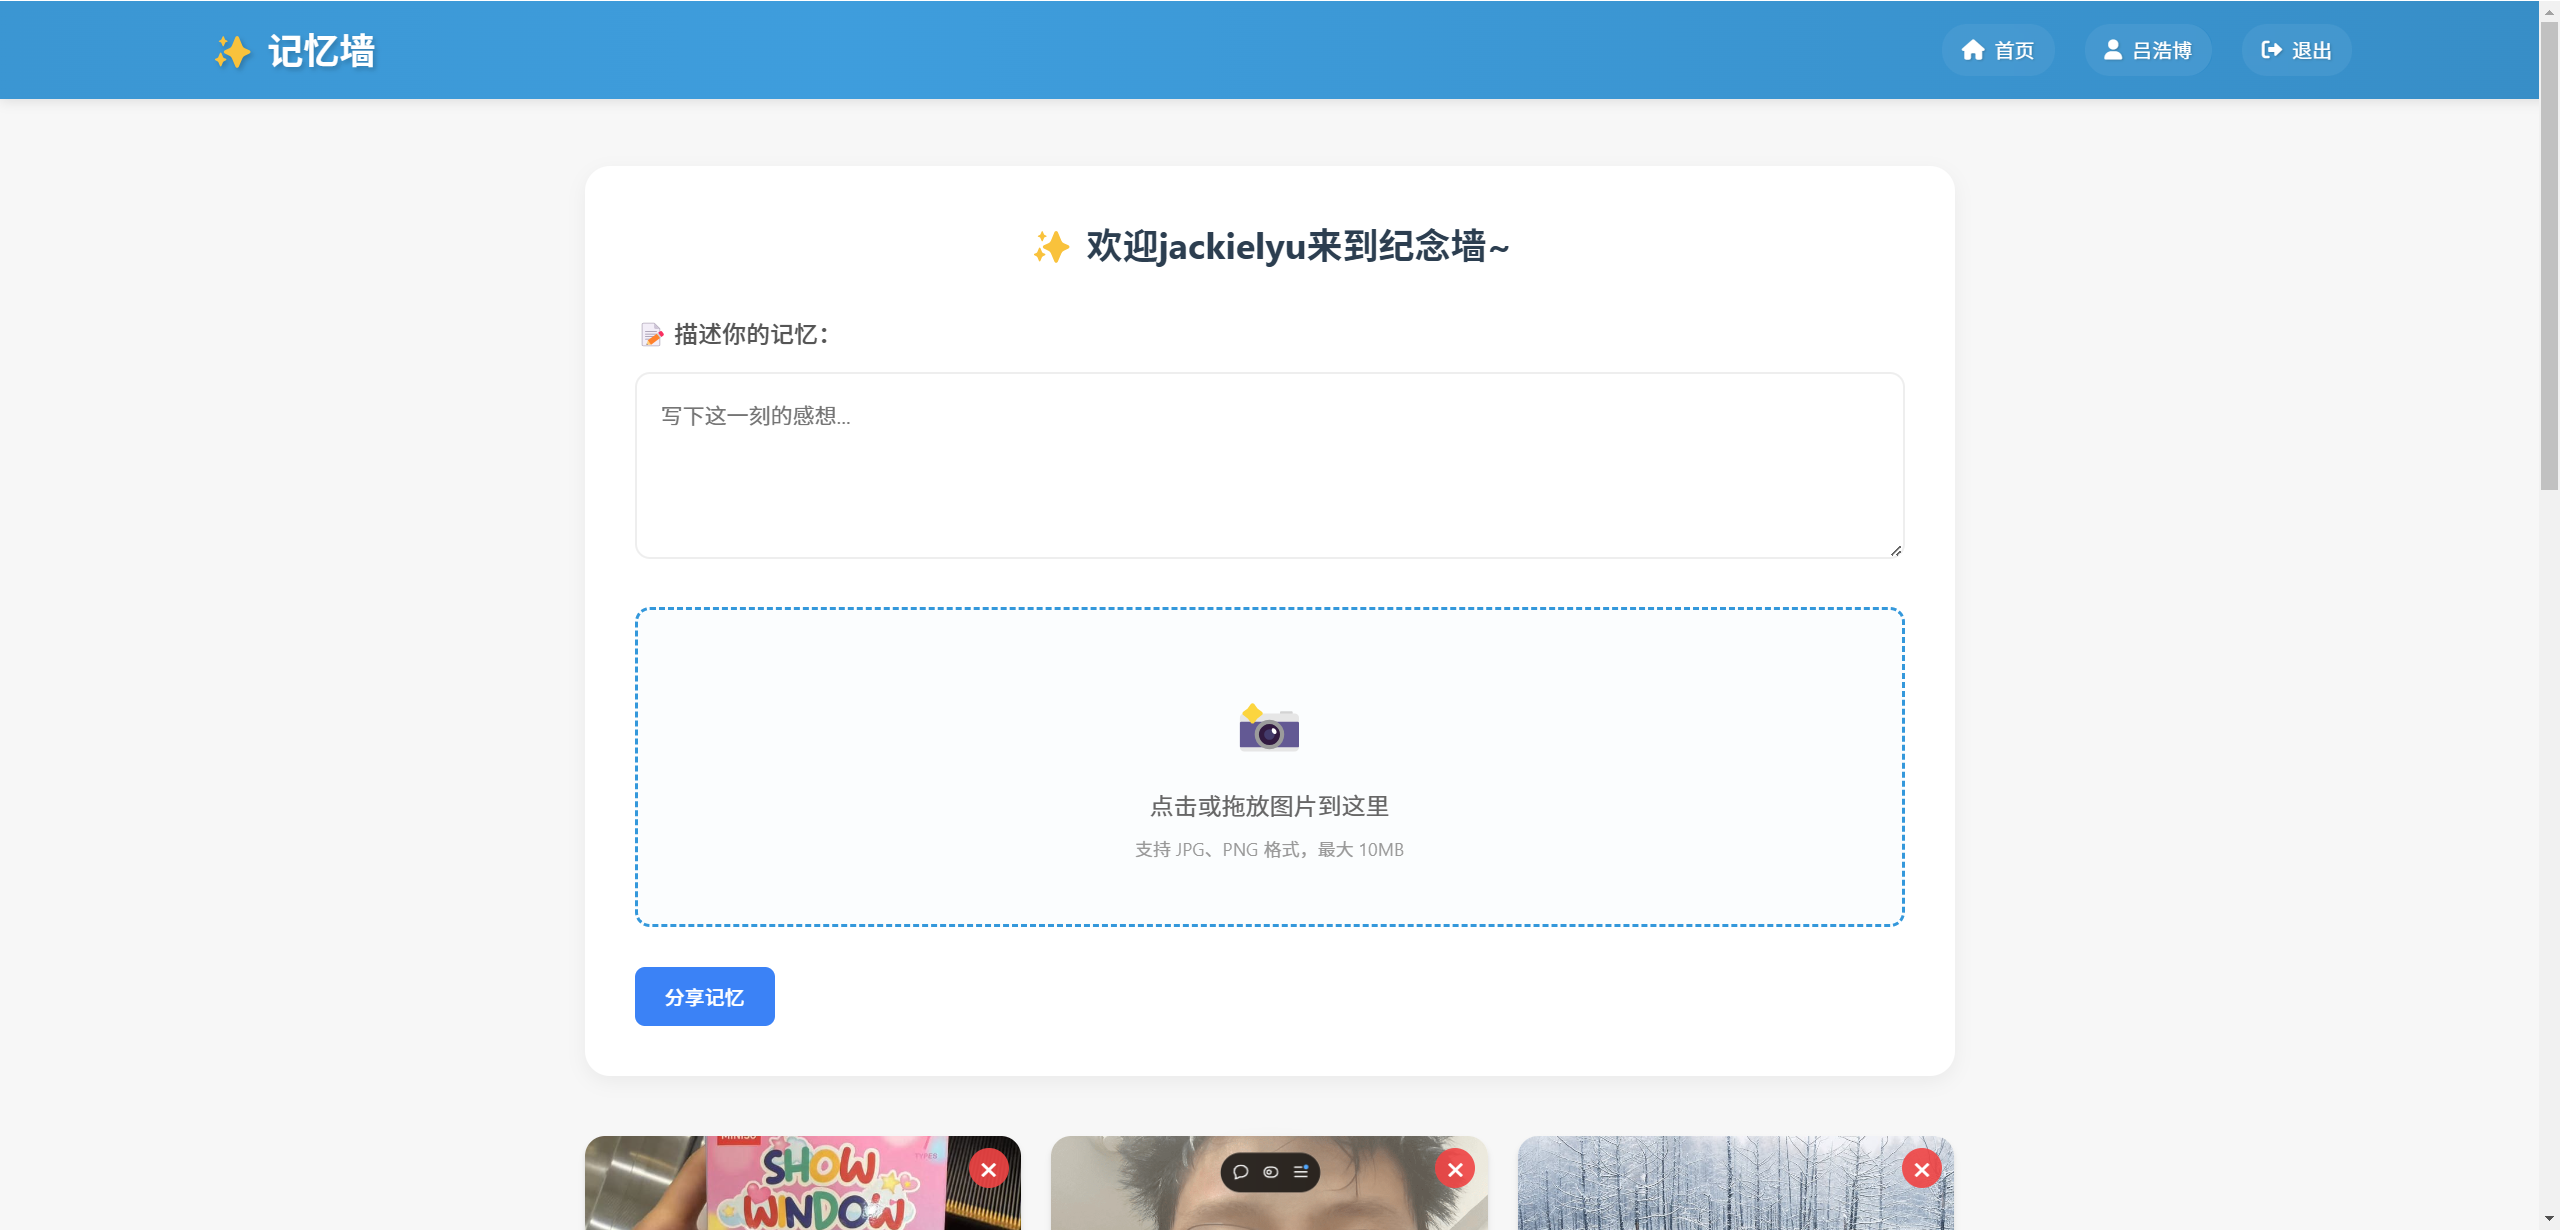 ✨ 记忆墙
首页
吕浩博
退出
✨ 欢迎jackielyu来到纪念墙~
📝 描述你的记忆：
写下这一刻的感想...
点击或拖放图片到这里
支持 JPG、PNG 格式，最大 10MB
分享记忆
MINISO
SHOW
TYPES
WINDOW